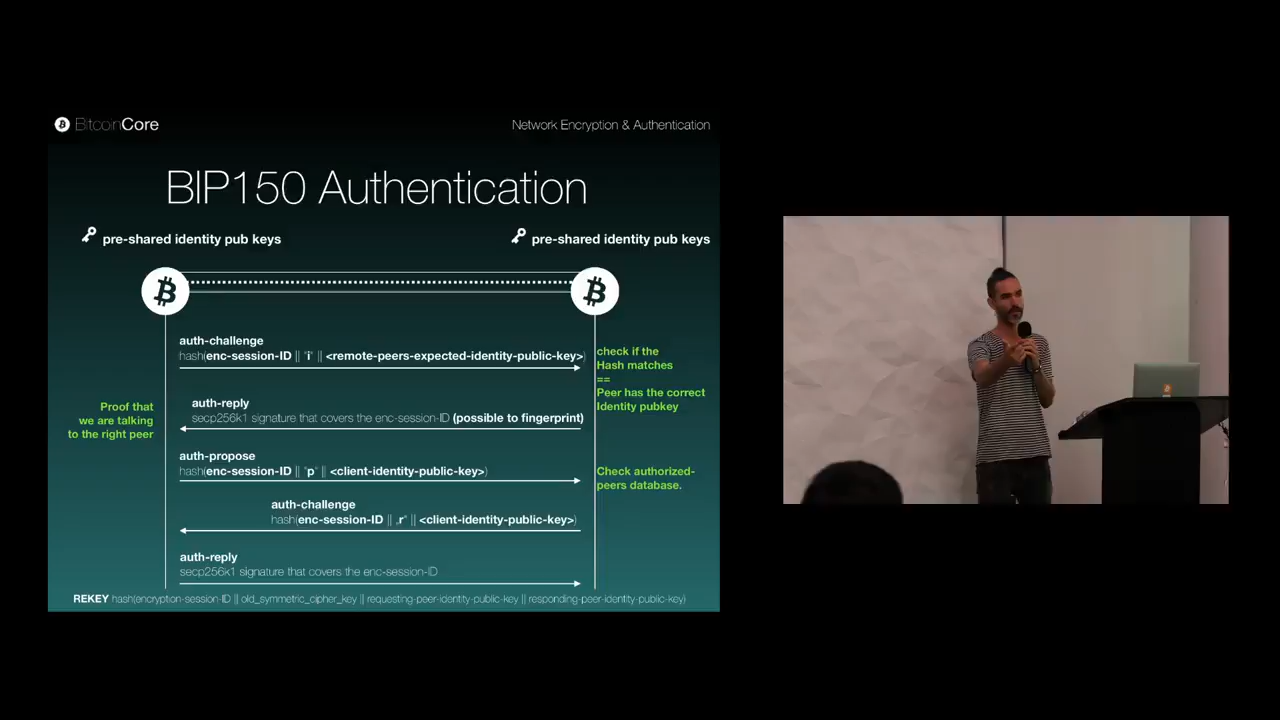 BitcoinCore
Network Encryption & Authentication
BIP150 Authentication
pre-shared identity pub keys
pre-shared identity pub keys
auth-challenge
hash(enc-session-ID || "i" || <remote-peers-expected-identity-public-key>)
check if the
Hash matches
==
Peer has the correct
Identity pubkey
auth-reply
secp256k1 signature that covers the enc-session-ID (possible to fingerprint)
Proof that
we are talking
to the right peer
auth-propose
hash(enc-session-ID || "p" || <client-identity-public-key>)
Check authorized-
peers database.
auth-challenge
hash(enc-session-ID || „r" || <client-identity-public-key>)
auth-reply
secp256k1 signature that covers the enc-session-ID
REKEY hash(encryption-session-ID || old_symmetric_cipher_key || requesting-peer-identity-public-key || responding-peer-identity-public-key)